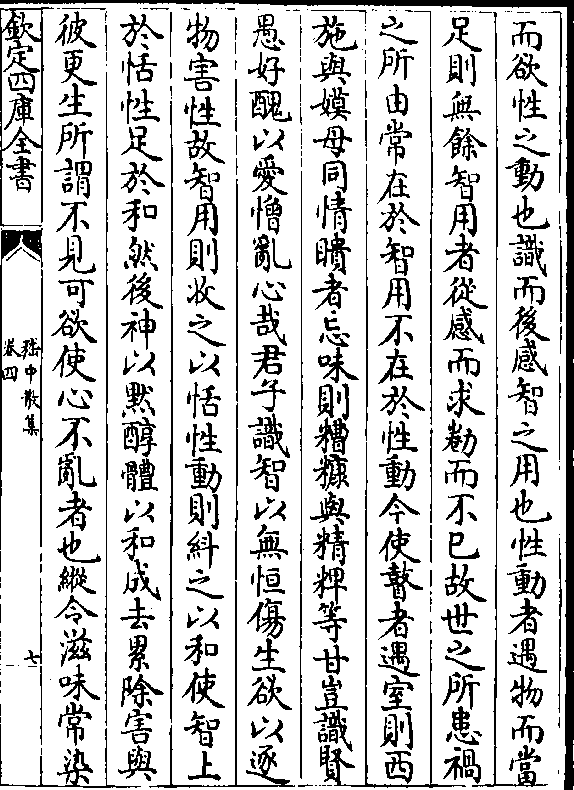 而欲性之動也識而後感智之用也性動者遇物而當
足則無餘智用者從感而求勌而不已故世之所患禍
之所由常在於智用不在於性動今使瞽者遇室則西
施與嫫母同情瞶者忘味則糟糠與精粺等甘豈識賢
愚好醜以愛憎亂心哉君子識智以無恒傷生欲以逐
物害性故智用則收之以恬性動則糾之以和使智上
於恬性足於和然後神以黙醇體以和成去累除害與
彼更生所謂不見可欲使心不亂者也縱令滋味常染
欽定四庫全書
嵇中散集
卷四
七